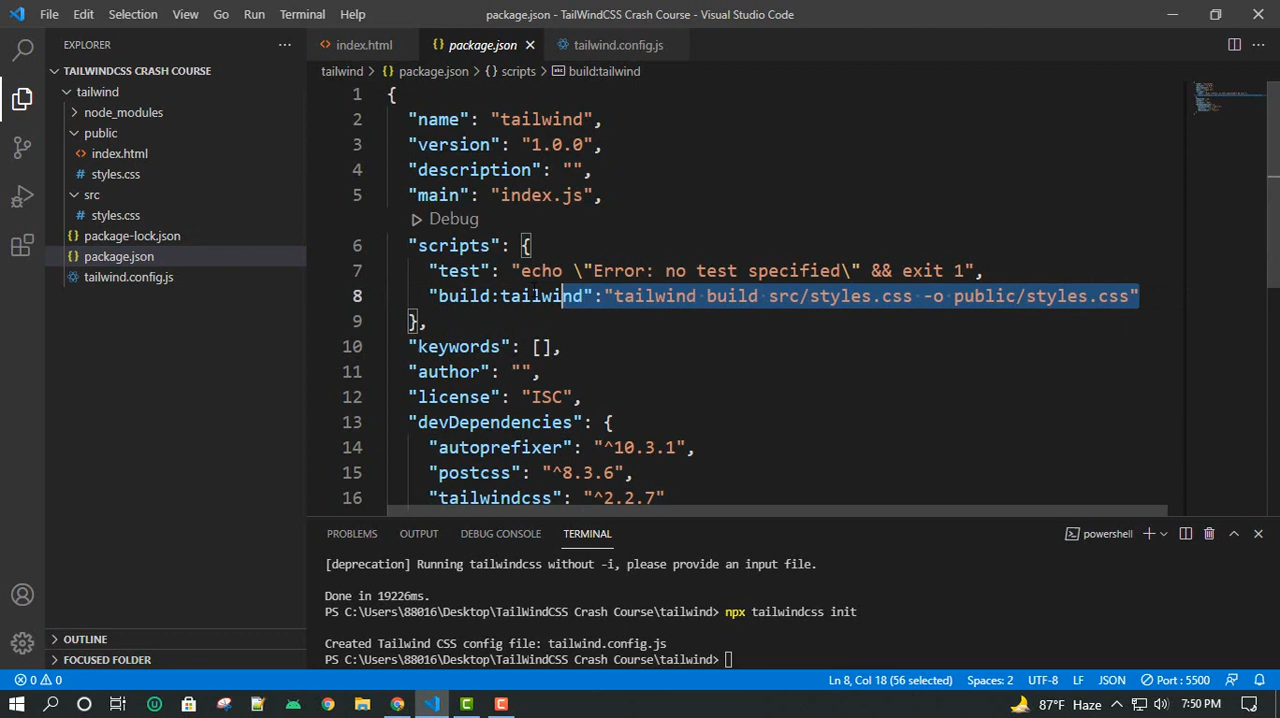 File Edit Selection View Go Run Terminal Help package.json - TailWindCSS Crash Course - Visual Studio Code
EXPLORER
TAILWINDCSS CRASH COURSE
tailwind
node_modules
public
index.html
styles.css
src
styles.css
package-lock.json
package.json
tailwind.config.js
OUTLINE
FOCUSED FOLDER
index.html package.json tailwind.config.js
tailwind > {} package.json > {} scripts > build:tailwind
1 {
2 "name": "tailwind",
3 "version": "1.0.0",
4 "description": "",
5 "main": "index.js",
Debug
6 "scripts": {
7 "test": "echo \"Error: no test specified\" && exit 1",
8 "build:tailwind":"tailwind build src/styles.css -o public/styles.css"
9 },
10 "keywords": [],
11 "author": "",
12 "license": "ISC",
13 "devDependencies": {
14 "autoprefixer": "^10.3.1",
15 "postcss": "^8.3.6",
16 "tailwindcss": "^2.2.7"
PROBLEMS OUTPUT DEBUG CONSOLE TERMINAL powershell
[deprecation] Running tailwindcss without -i, please provide an input file.
Done in 19226ms.
PS C:\Users\88016\Desktop\TailWindCSS Crash Course\tailwind> npx tailwindcss init
Created Tailwind CSS config file: tailwind.config.js
PS C:\Users\88016\Desktop\TailWindCSS Crash Course\tailwind>
0 0 Ln 8, Col 18 (56 selected) Spaces: 2 UTF-8 LF JSON Port : 5500
87°F Haze 7:50 PM